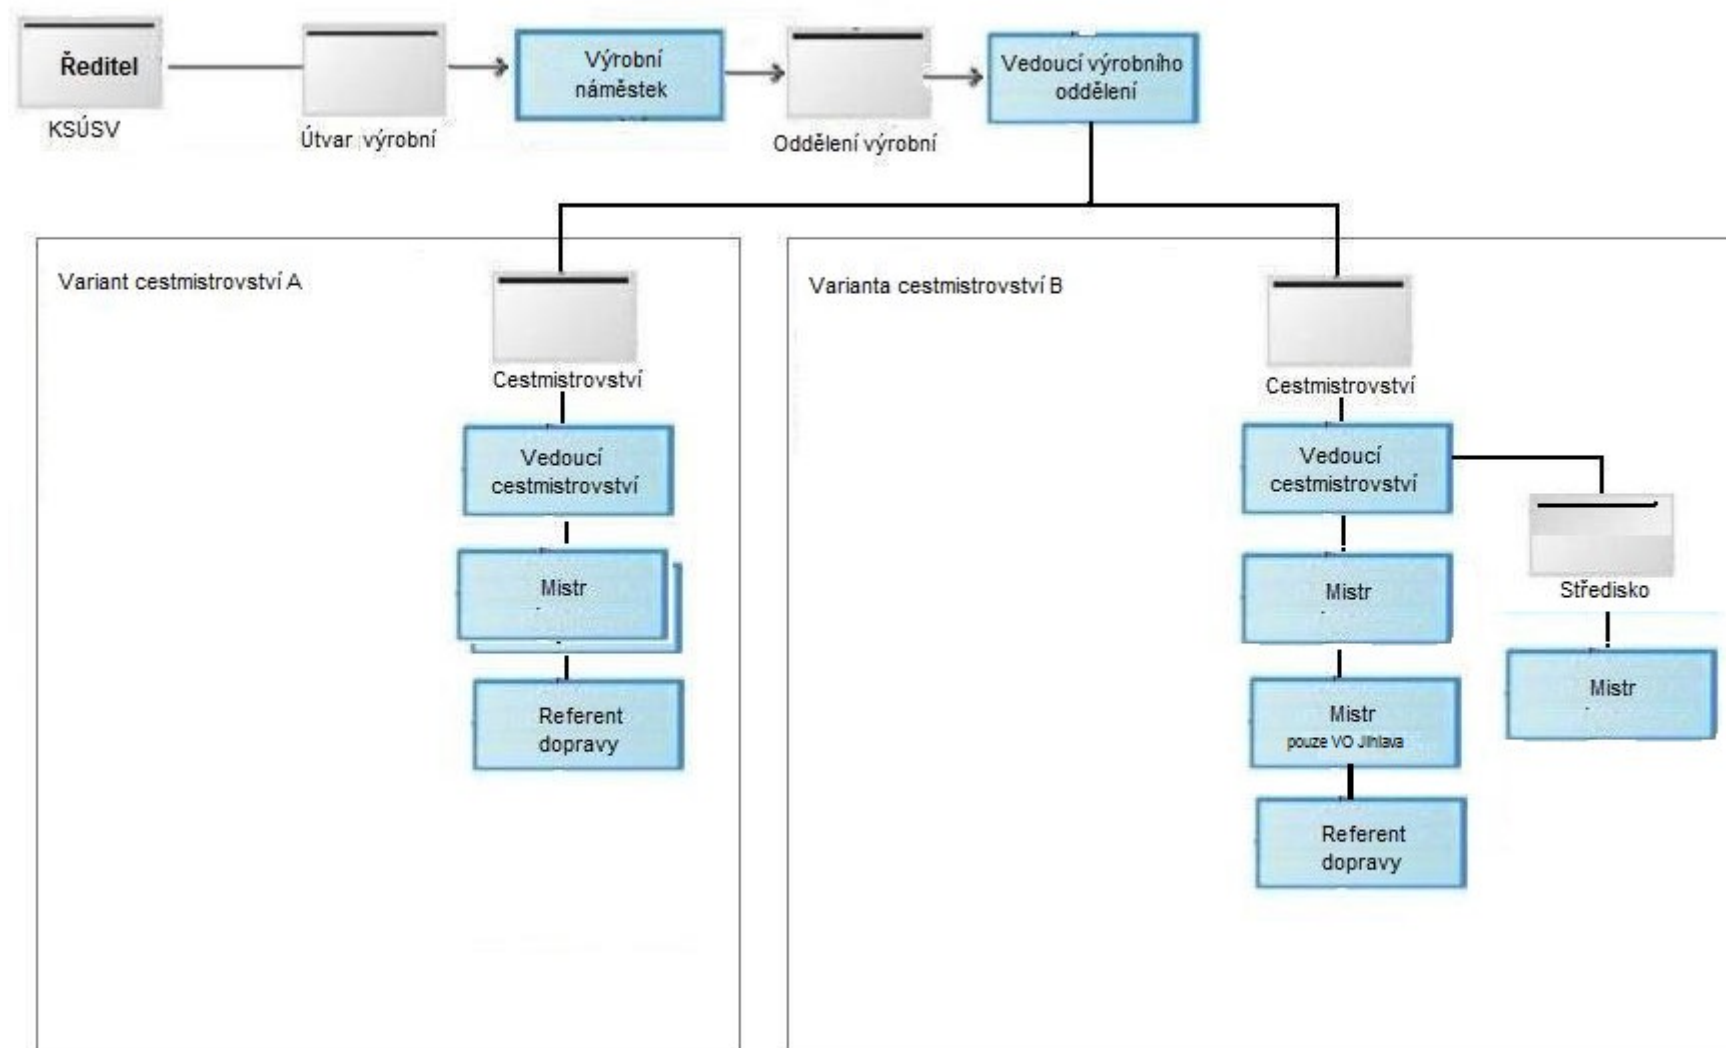 Ředitel
KSÚSV
Útvar výrobní
Výrobní
náměstek
Oddělení výrobní
Vedoucí výrobního
oddělení
Variant cestmistrovství A
Cestmistrovství
Vedoucí
cestmistrovství
Mistr
Referent
dopravy
Varianta cestmistrovství B
Cestmistrovství
Vedoucí
cestmistrovství
Mistr
Mistr
pouze VO Jihlava
Referent
dopravy
Středisko
Mistr